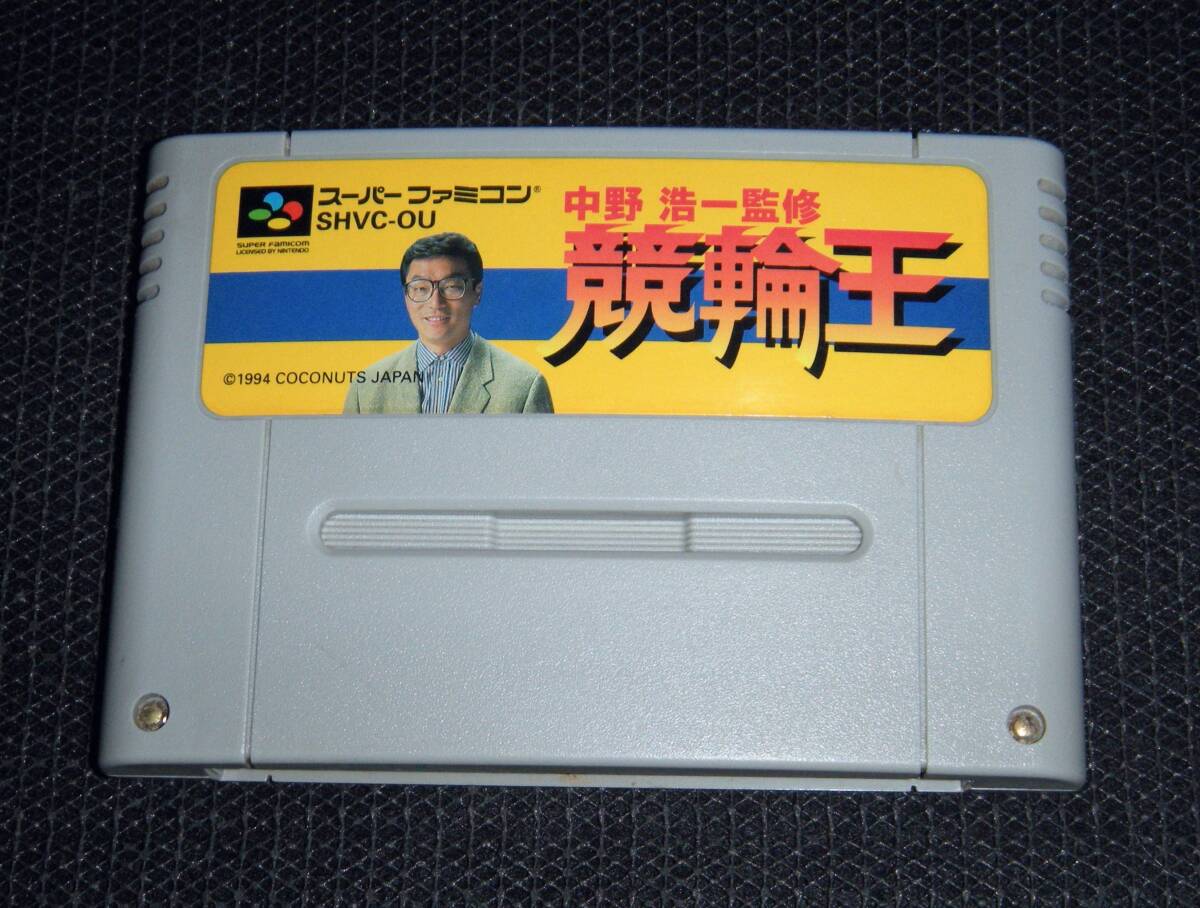 スーパーファミコン®
SHVC-OU
SUPER FAMICOM
LICENSED BY NINTENDO
中野 浩一監修
競輪王
©1994 COCONUTS JAPAN